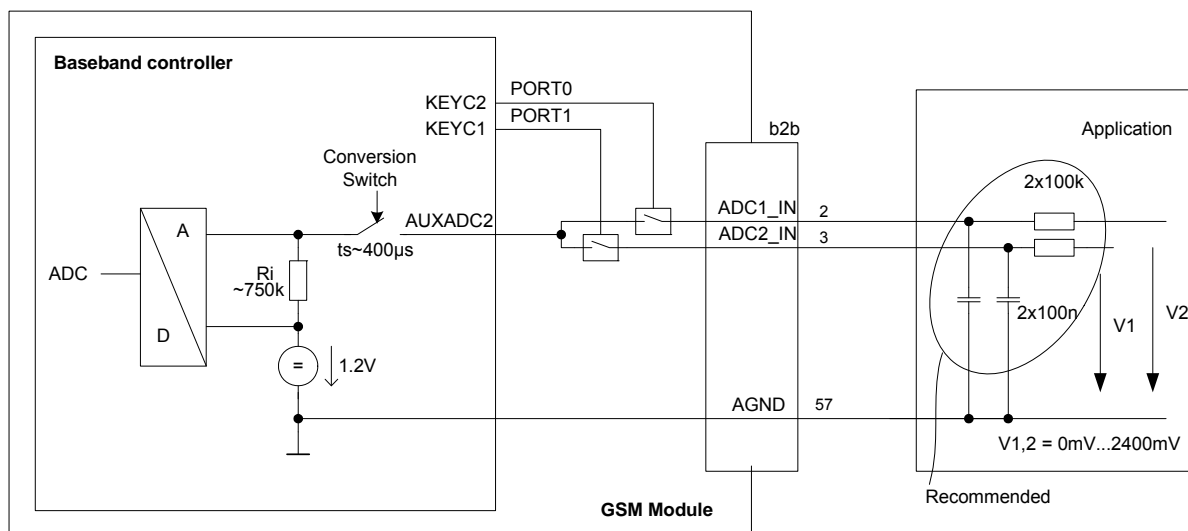 Baseband controller
KEYC2
PORT0
KEYC1
PORT1
b2b
Application
Conversion
Switch
2x100k
A
AUXADC2
ADC1_IN
2
ts~400µs
ADC2_IN
3
ADC
Ri
~750k
D
2x100n
V1
V2
=
1.2V
AGND
57
V1,2 = 0mV...2400mV
Recommended
GSM Module